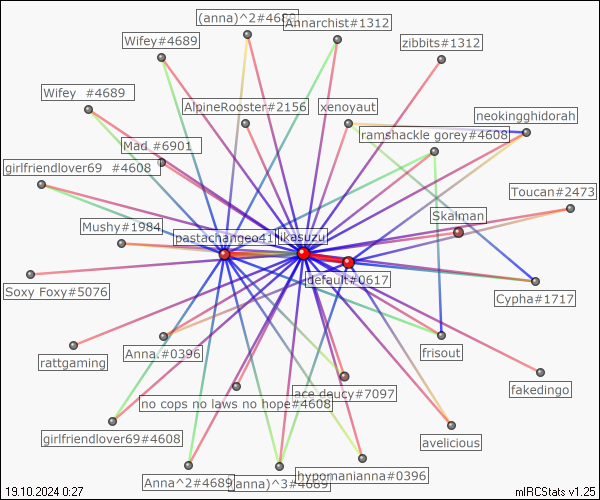 (anna)^2#4689
Annarchist#1312
Wifey#4689
zibbits#1312
Wifey  #4689
AlpineRooster#2156
xenoyaut
neokingghidorah
ramshackle gorey#4608
Mad #6901
girlfriendlover69  #4608
Toucan#2473
Skalman
Mushy#1984
pastachangeo41
likasuzu
default#0617
Soxy Foxy#5076
Cypha#1717
Anna.#0396
frisout
rattgaming
fakedingo
ace deucy#7097
no cops no laws no hope#4608
girlfriendlover69#4608
avelicious
hypomanianna#0396
Anna^2#4689
(anna)^3#4689
19.10.2024 0:27
mIRCStats v1.25